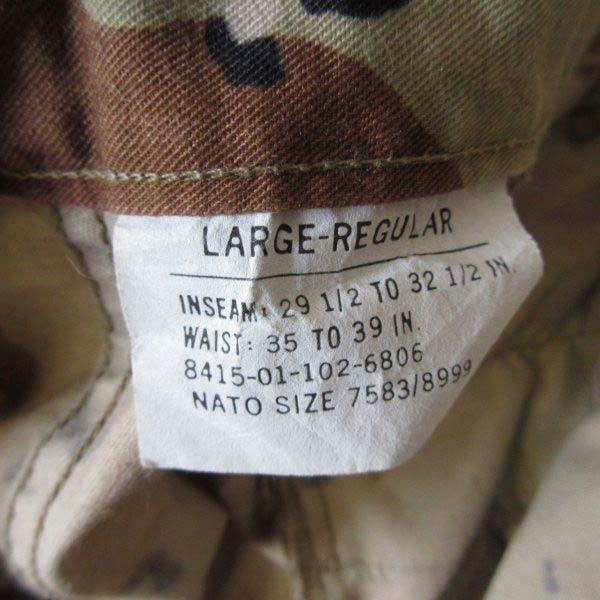 LARGE-REGULAR
INSEAM: 29 1/2 TO 32 1/2 IN.
WAIST: 35 TO 39 IN.
8415-01-102-6806
NATO SIZE 7583/8999